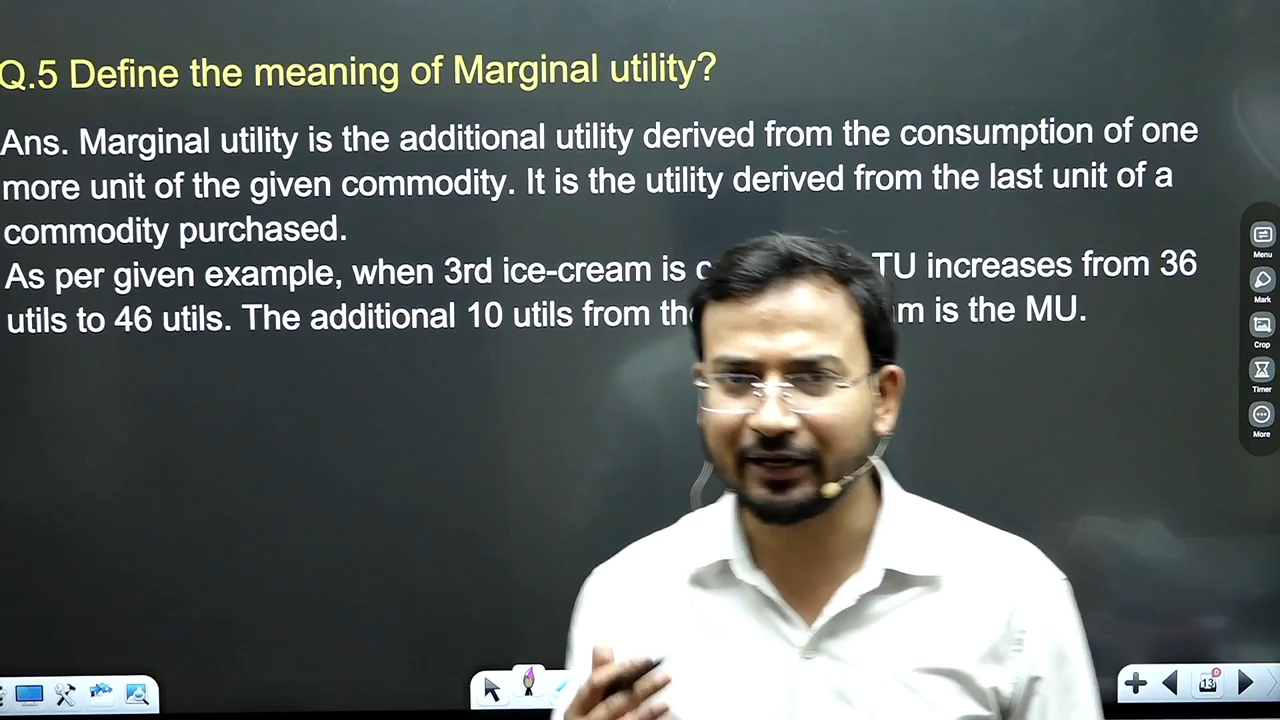 Q.5 Define the meaning of Marginal utility?
Ans. Marginal utility is the additional utility derived from the consumption of one
more unit of the given commodity. It is the utility derived from the last unit of a
commodity purchased.
As per given example, when 3rd ice-cream is TU increases from 36
utils to 46 utils. The additional 10 utils from is the MU.
Menu
Mark
Crop
Timer
More
13